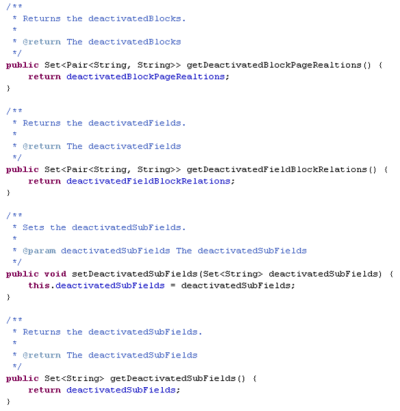 /**
 * Returns the deactivatedBlocks.
 *
 * @return The deactivatedBlocks
 */
public Set<Pair<String, String>> getDeactivatedBlockPageRealtions() {
    return deactivatedBlockPageRealtions;
}

/**
 * Returns the deactivatedFields.
 *
 * @return The deactivatedFields
 */
public Set<Pair<String, String>> getDeactivatedFieldBlockRelations() {
    return deactivatedFieldBlockRelations;
}

/**
 * Sets the deactivatedSubFields.
 *
 * @param deactivatedSubFields The deactivatedSubFields
 */
public void setDeactivatedSubFields(Set<String> deactivatedSubFields) {
    this.deactivatedSubFields = deactivatedSubFields;
}

/**
 * Returns the deactivatedSubFields.
 *
 * @return The deactivatedSubFields
 */
public Set<String> getDeactivatedSubFields() {
    return deactivatedSubFields;
}